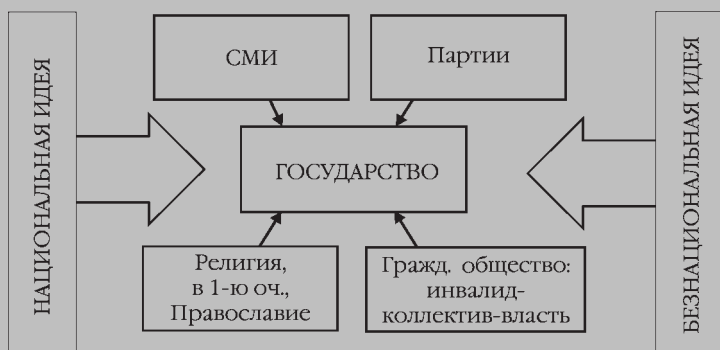 НАЦИОНАЛЬНАЯ ИДЕЯ
СМИ
Партии
ГОСУДАРСТВО
Религия,
в 1-ю оч.,
Православие
Гражд. общество:
инвалид-
коллектив-власть
БЕЗНАЦИОНАЛЬНАЯ ИДЕЯ